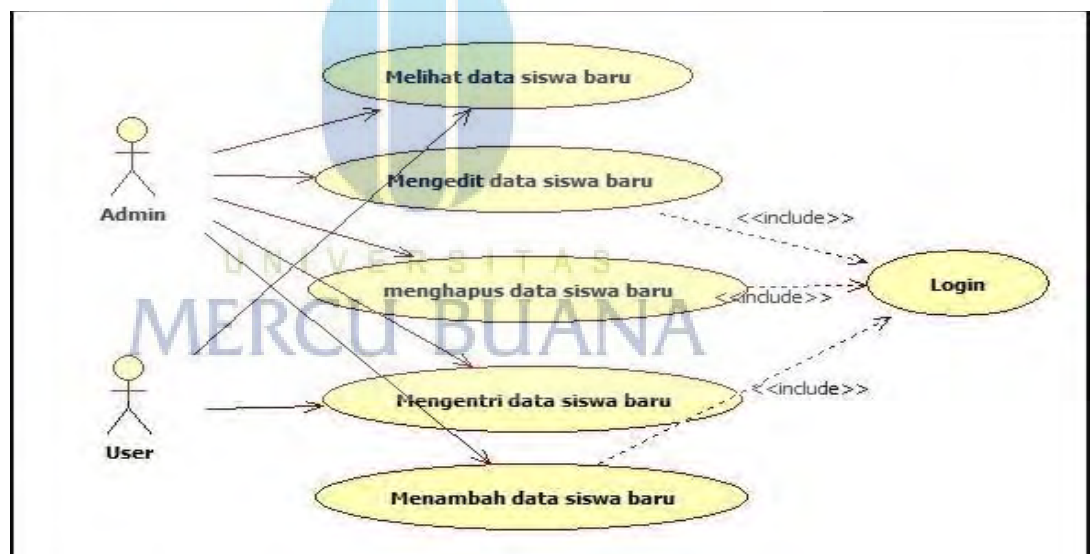 Melihat data siswa baru
Mengedit data siswa baru
Admin
<<include>>
UNIVERSITAS
menghapus data siswa baru
<<include>>
Login
MERCU BUANA
Mengentri data siswa baru
<<include>>
User
Menambah data siswa baru